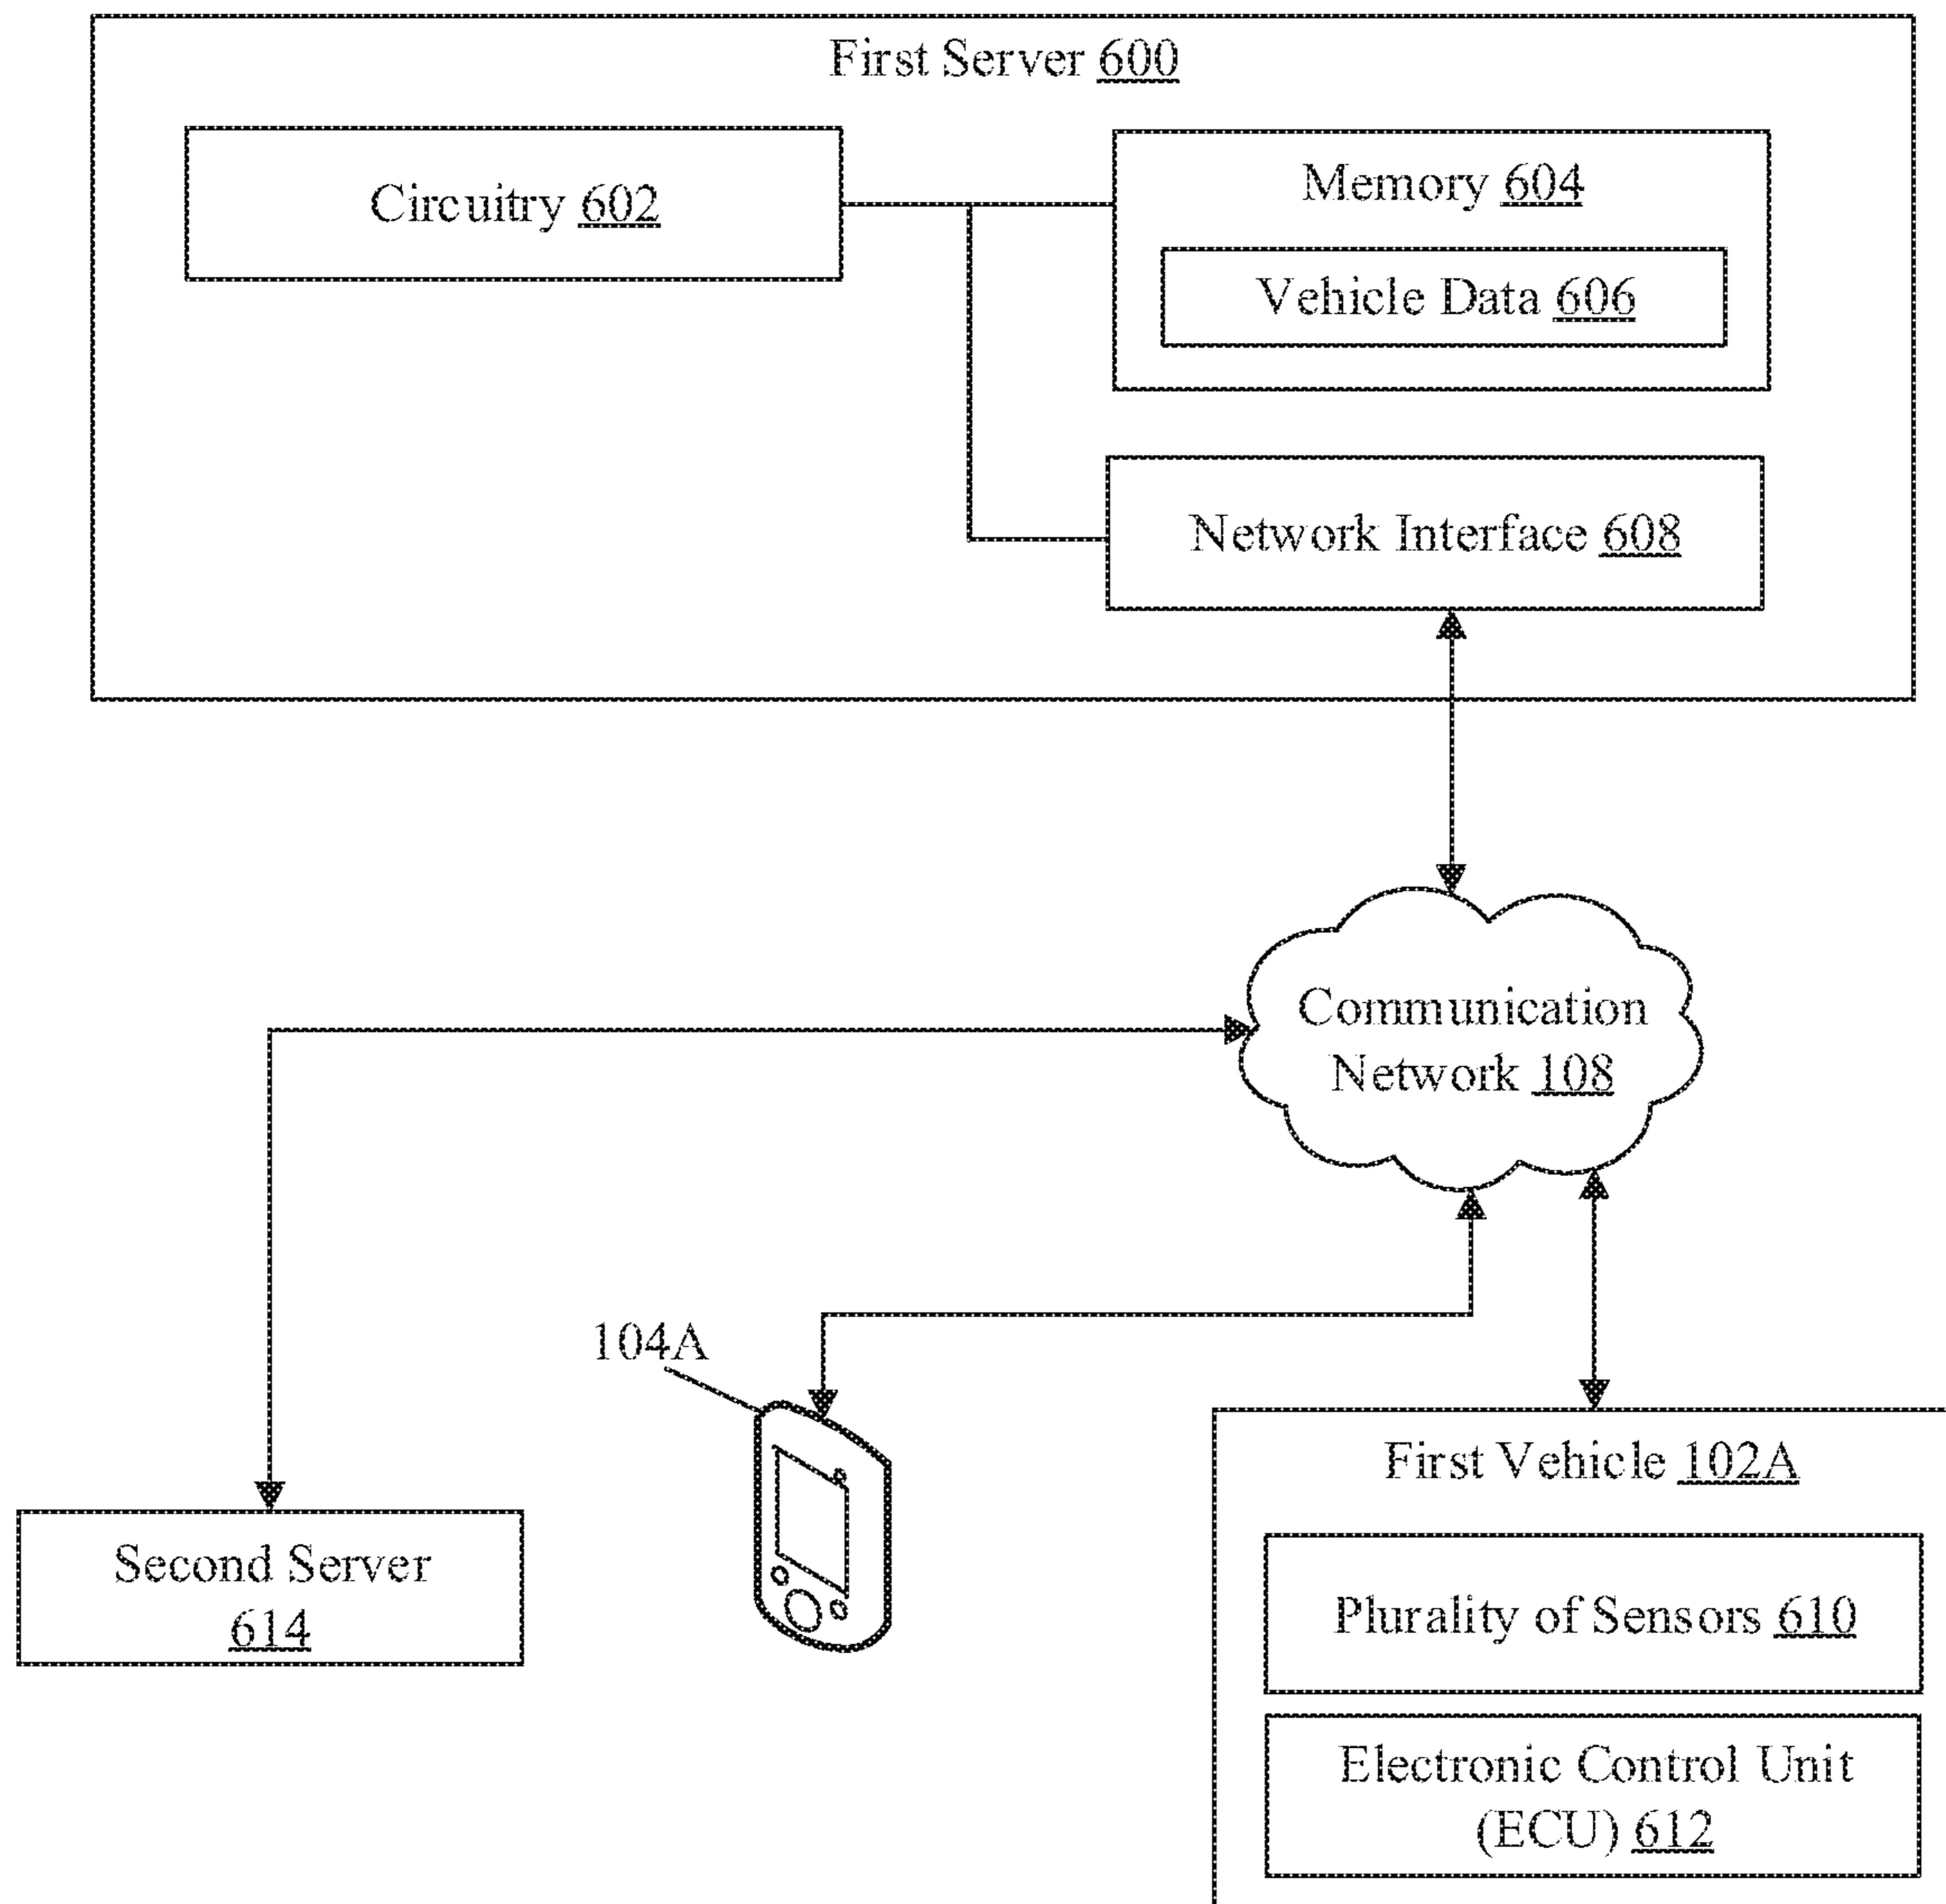 First Server 600
Circuitry 602
Memory 604
Vehicle Data 606
Network Interface 608
Communication
Network 108
104A
First Vehicle 102A
Second Server
614
Plurality of Sensors 610
Electronic Control Unit
(ECU) 612